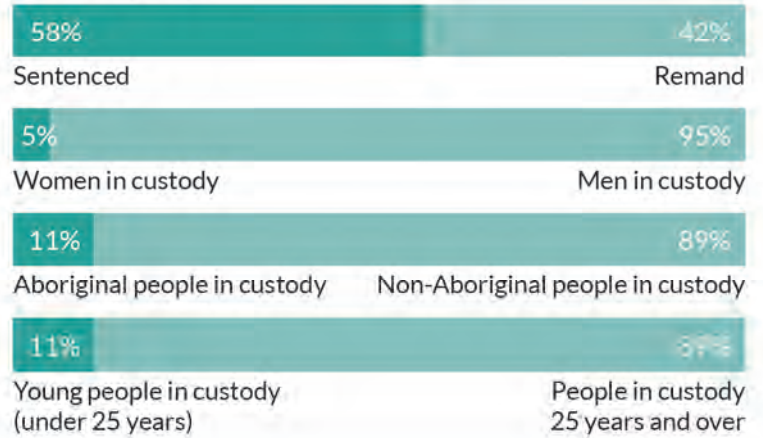 58% 42%
Sentenced Remand
5% 95%
Women in custody Men in custody
11% 89%
Aboriginal people in custody Non-Aboriginal people in custody
11%
Young people in custody People in custody
(under 25 years) 25 years and over